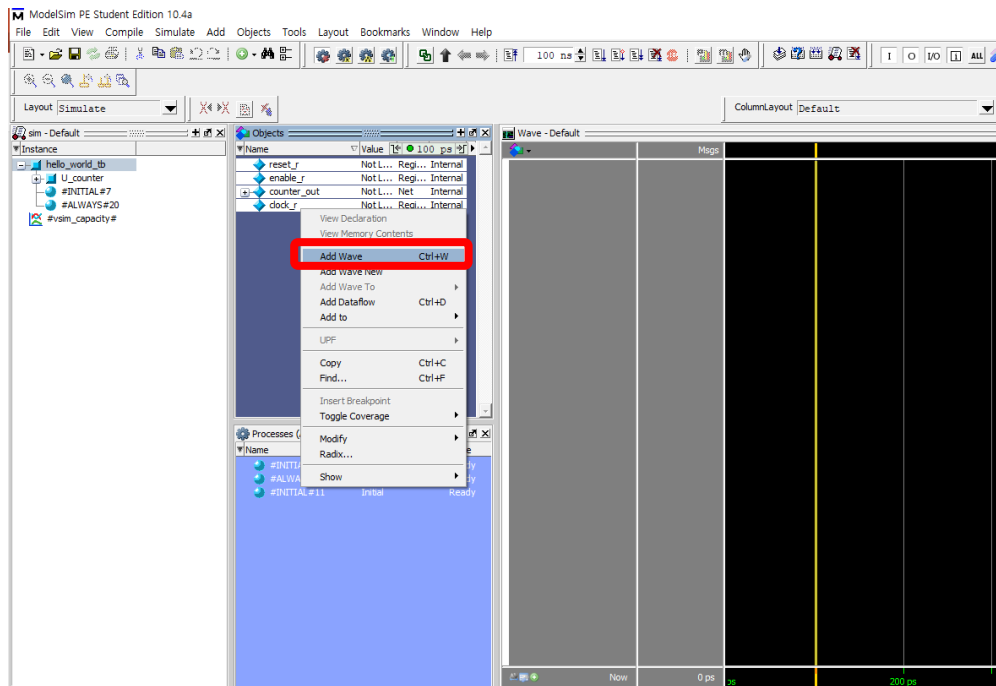 ModelSim PE Student Edition 10.4a
File Edit View Compile Simulate Add Objects Tools Layout Bookmarks Window Help
100 ns
I O I/O ALL
Layout Simulate
ColumnLayout Default
sim - Default
Instance
hello_world_tb
U_counter
#INITIAL#7
#ALWAYS#20
#vsim_capacity#
Objects
Name Value 100 ps
reset_r Not L... Regi... Internal
enable_r Not L... Regi... Internal
counter_out Not L... Net Internal
clock_r Not L... Regi... Internal
View Declaration
View Memory Contents
Add Wave Ctrl+W
Add Wave New
Add Wave To
Add Dataflow Ctrl+D
Add to
UPF
Copy Ctrl+C
Find... Ctrl+F
Insert Breakpoint
Toggle Coverage
Modify
Radix...
Show
Processes (
Name
#INITI
#ALWA
#INITIAL#11 Initial Ready
Wave - Default
Msgs
Now 0 ps
200 ps